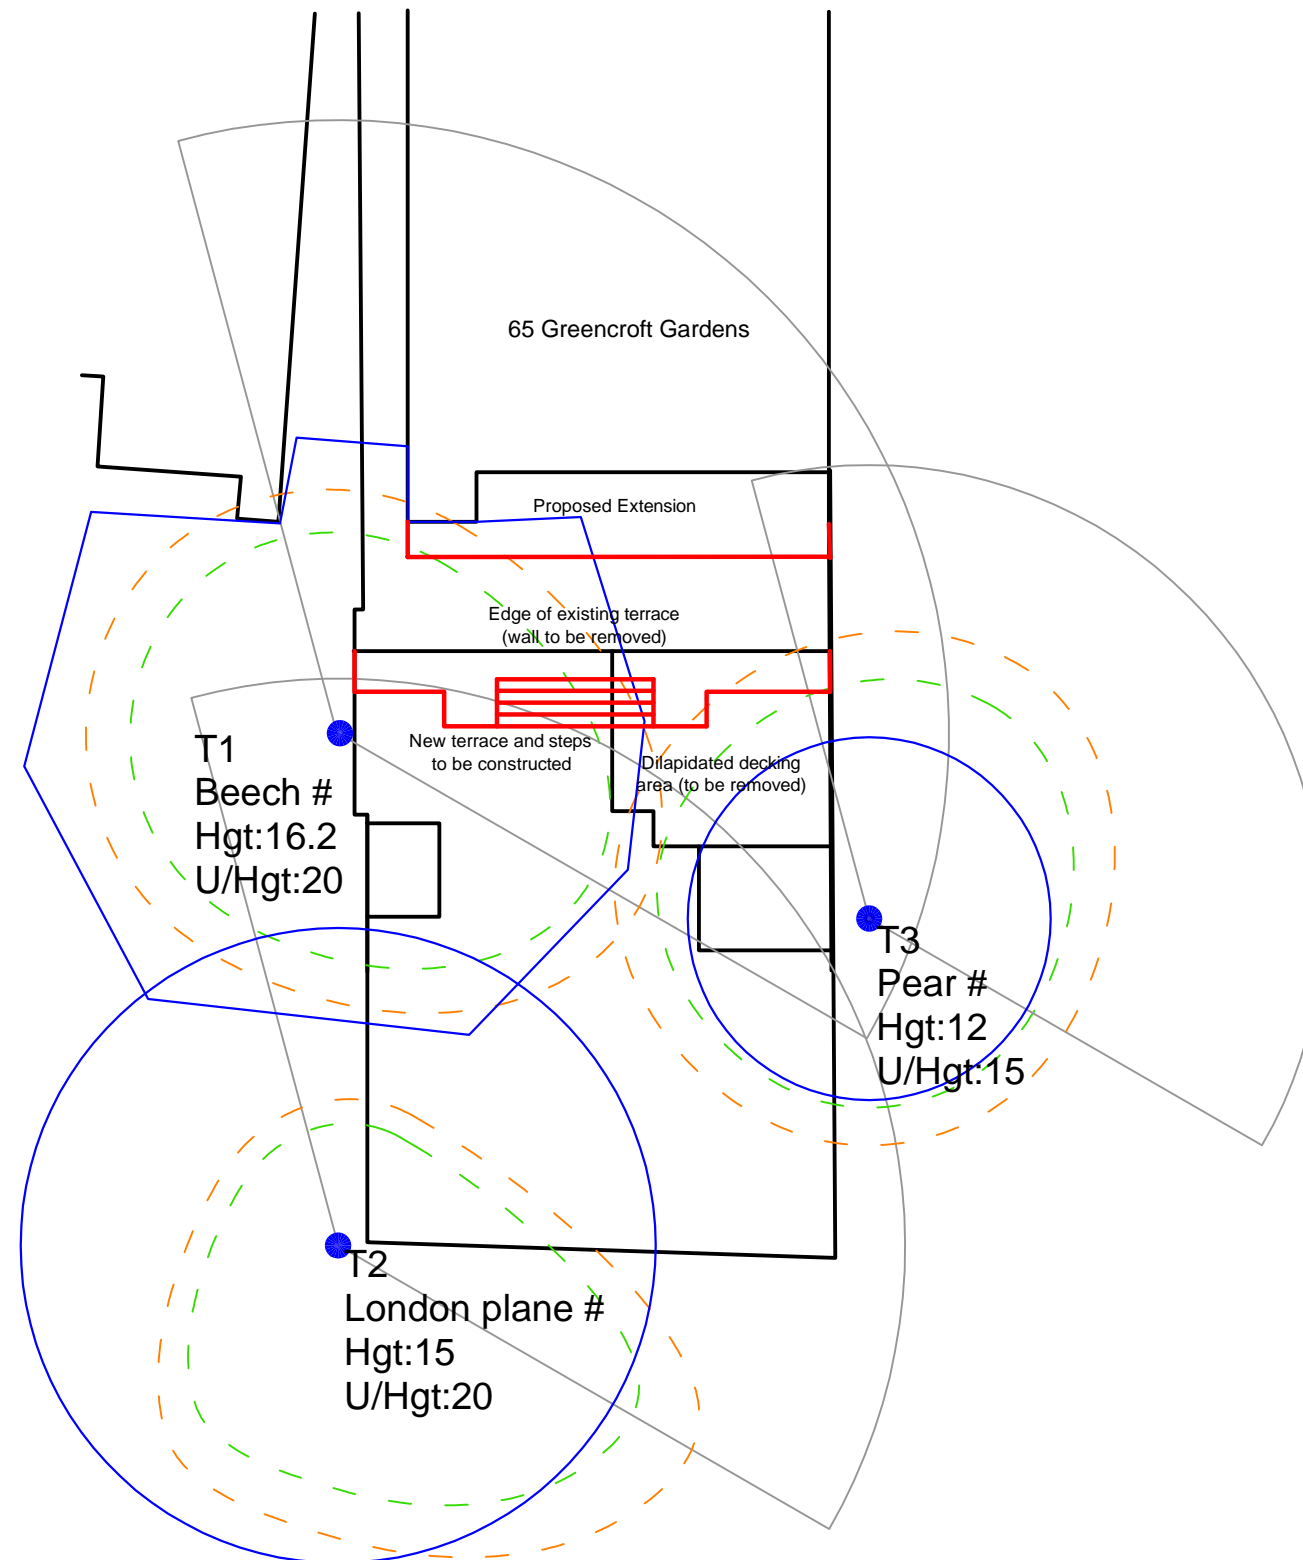 65 Greencroft Gardens
Proposed Extension
Edge of existing terrace
(wall to be removed)
New terrace and steps
to be constructed
Dilapidated decking
area (to be removed)
T1
Beech #
Hgt:16.2
U/Hgt:20
T3
Pear #
Hgt:12
U/Hgt:15
T2
London plane #
Hgt:15
U/Hgt:20